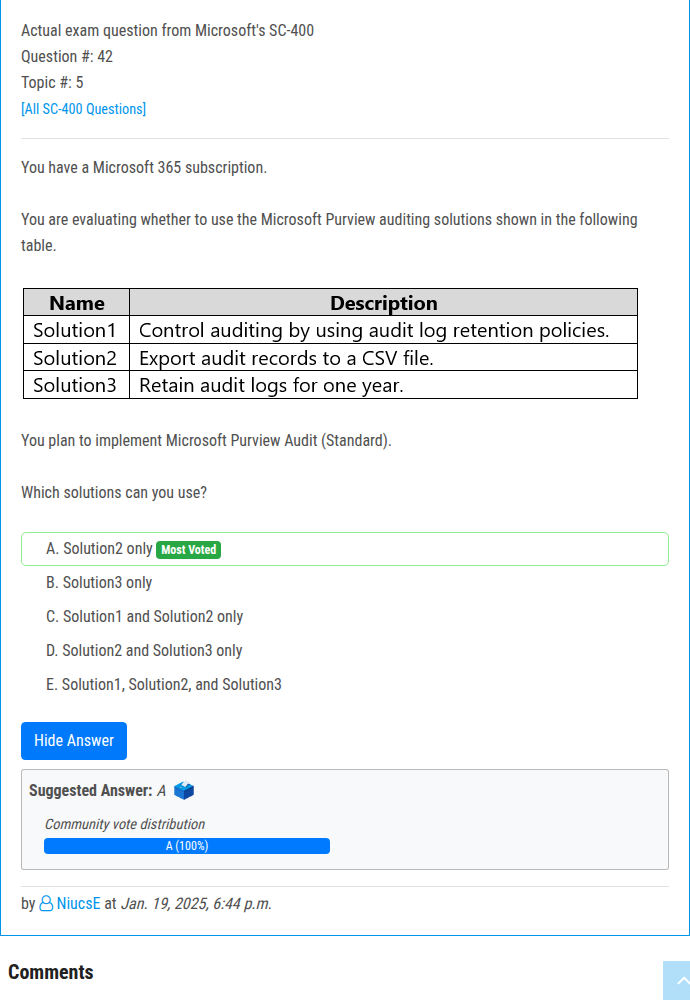 Actual exam question from Microsoft's SC-400
Question #: 42
Topic #: 5
[All SC-400 Questions]
You have a Microsoft 365 subscription.
You are evaluating whether to use the Microsoft Purview auditing solutions shown in the following
table.
Name Description
Solution1 Control auditing by using audit log retention policies.
Solution2 Export audit records to a CSV file.
Solution3 Retain audit logs for one year.
You plan to implement Microsoft Purview Audit (Standard).
Which solutions can you use?
A. Solution2 only Most Voted
B. Solution3 only
C. Solution1 and Solution2 only
D. Solution2 and Solution3 only
E. Solution1, Solution2, and Solution3
Hide Answer
Suggested Answer: A
Community vote distribution
A (100%)
by NiucsE at Jan. 19, 2025, 6:44 p.m.
Comments